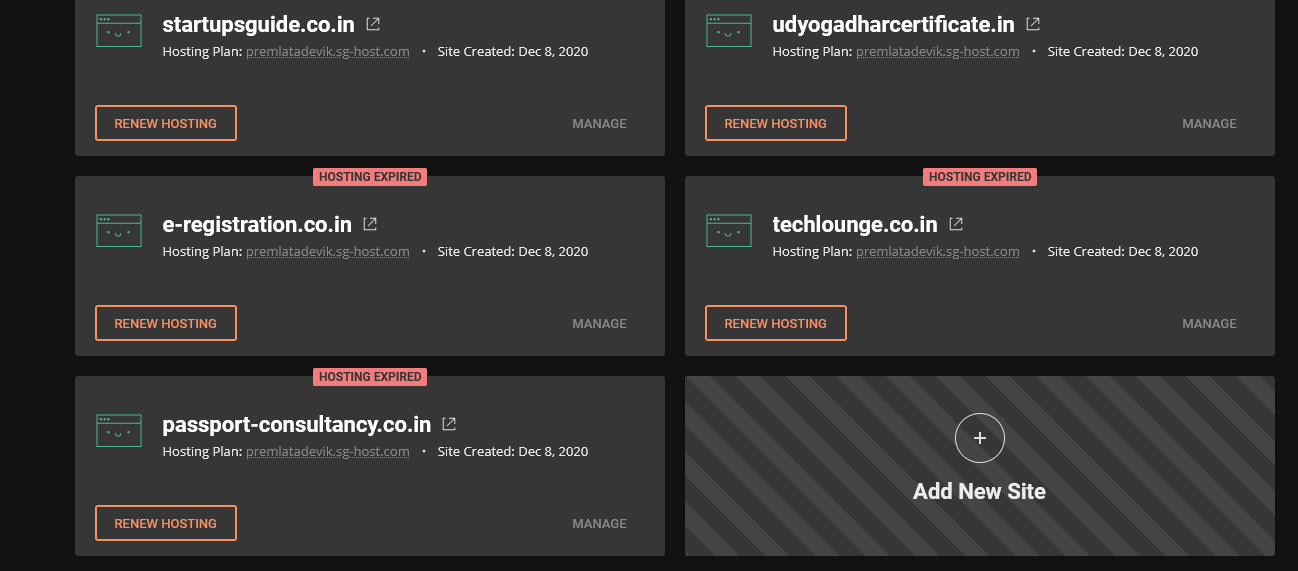 startupsguide.co.in
Hosting Plan: premlatadevik.sg-host.com • Site Created: Dec 8, 2020
RENEW HOSTING
MANAGE
udyogadharcertificate.in
Hosting Plan: premlatadevik.sg-host.com • Site Created: Dec 8, 2020
RENEW HOSTING
MANAGE
HOSTING EXPIRED
e-registration.co.in
Hosting Plan: premlatadevik.sg-host.com • Site Created: Dec 8, 2020
RENEW HOSTING
MANAGE
HOSTING EXPIRED
techlounge.co.in
Hosting Plan: premlatadevik.sg-host.com • Site Created: Dec 8, 2020
RENEW HOSTING
MANAGE
HOSTING EXPIRED
passport-consultancy.co.in
Hosting Plan: premlatadevik.sg-host.com • Site Created: Dec 8, 2020
RENEW HOSTING
MANAGE
Add New Site